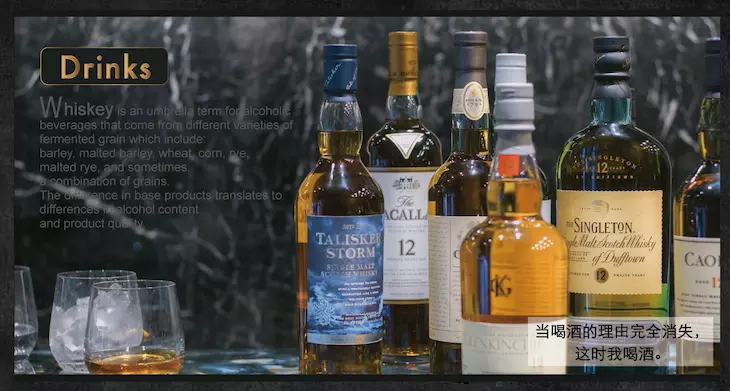 Drinks
Whiskey is an umbrella term for alcoholic
beverages that come from different varieties of
fermented grain which include:
barley, malted barley, wheat, corn, rye,
malted rye, and sometimes,
a combination of grains.
The difference in base products translates to
differences in alcohol content
and product quality.
TALISKER
STORM
SINGLE MALT
SCOTCH WHISKY
The
MACALLAN
12
SINGLETON
12
THE
SINGLETON
Single Malt Scotch Whisky
of Dufftown
12
CAOL
当喝酒的理由完全消失，
这时我喝酒。